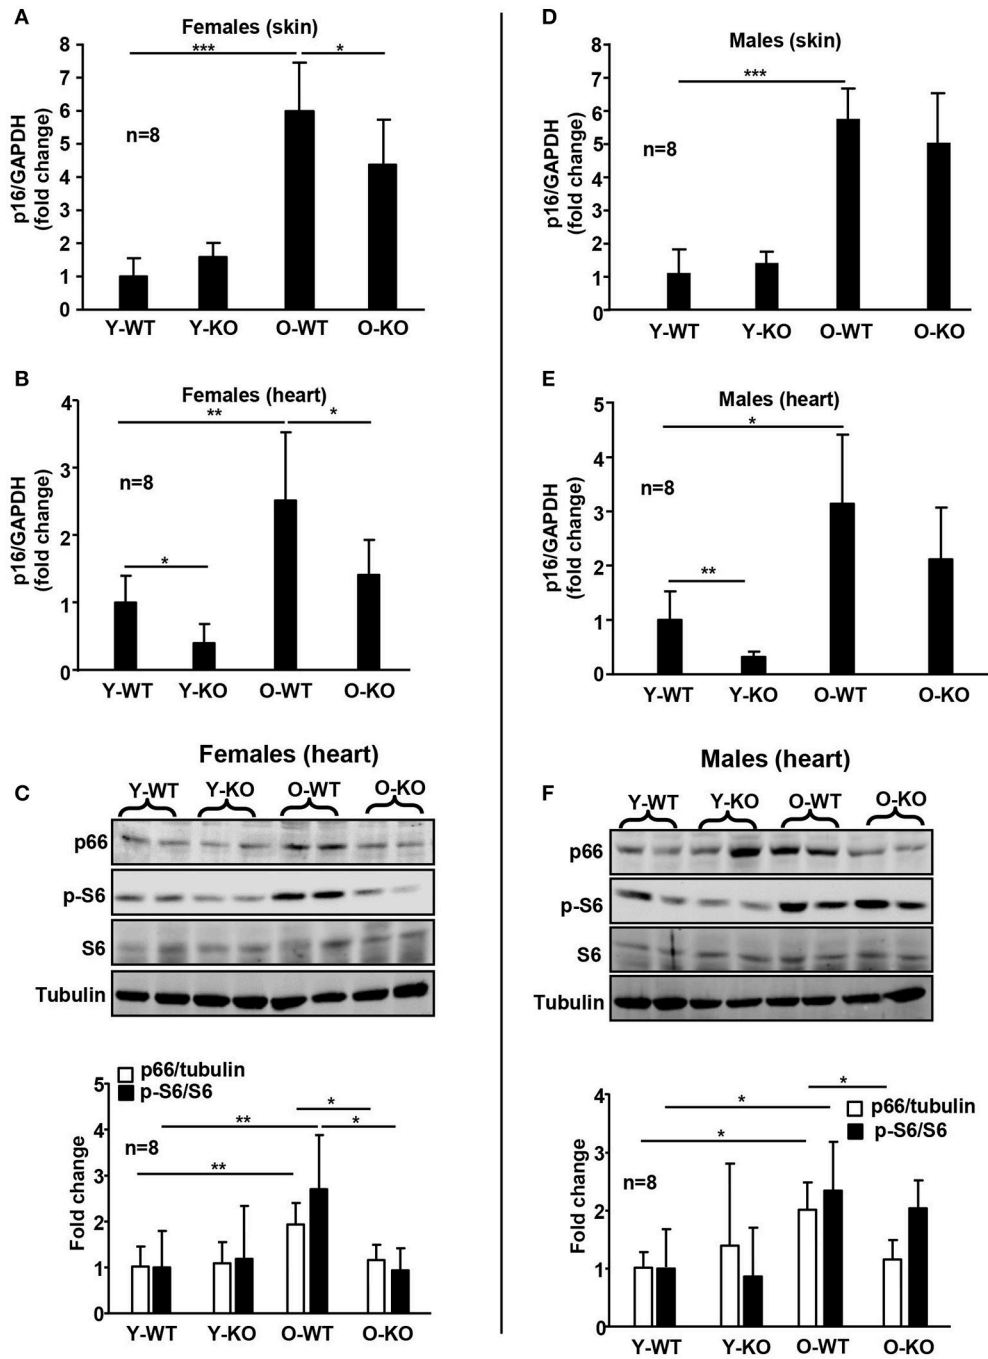 A
Females (skin)
p16/GAPDH
(fold change)
8
7
6
5
4
3
2
1
0
***
*
n=8
Y-WT Y-KO O-WT O-KO
B
Females (heart)
p16/GAPDH
(fold change)
4
3
2
1
0
**
*
n=8
*
Y-WT Y-KO O-WT O-KO
Females (heart)
C
Y-WT Y-KO O-WT O-KO
p66
p-S6
S6
Tubulin
p66/tubulin
p-S6/S6
Fold change
5
4
3
2
1
0
*
**
*
n=8
**
Y-WT Y-KO O-WT O-KO
D
Males (skin)
p16/GAPDH
(fold change)
8
7
6
5
4
3
2
1
0
***
n=8
Y-WT Y-KO O-WT O-KO
E
Males (heart)
p16/GAPDH
(fold change)
5
4
3
2
1
0
*
n=8
**
Y-WT Y-KO O-WT O-KO
Males (heart)
F
Y-WT Y-KO O-WT O-KO
p66
p-S6
S6
Tubulin
p66/tubulin
p-S6/S6
Fold change
4
3
2
1
0
*
*
*
n=8
Y-WT Y-KO O-WT O-KO